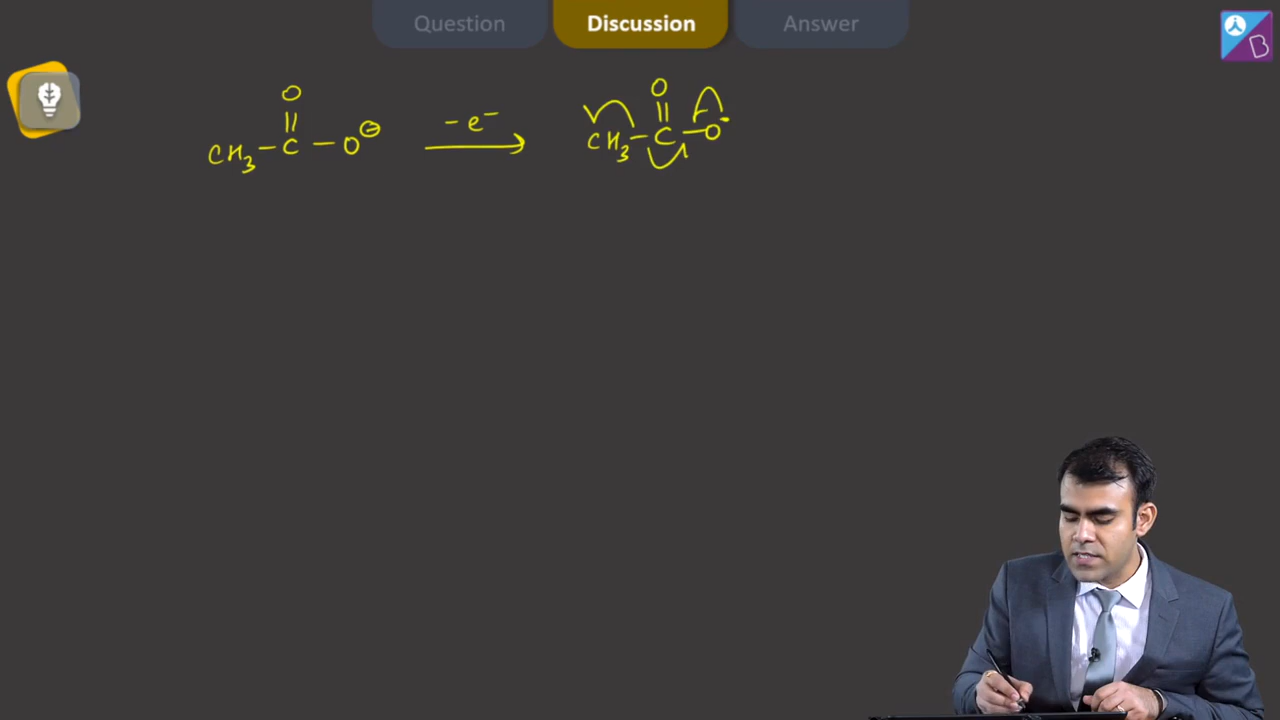 Question Discussion Answer
O O
|| -e⁻ ||
CH₃-C-O⊖ ⟶ CH₃-C-O•
B